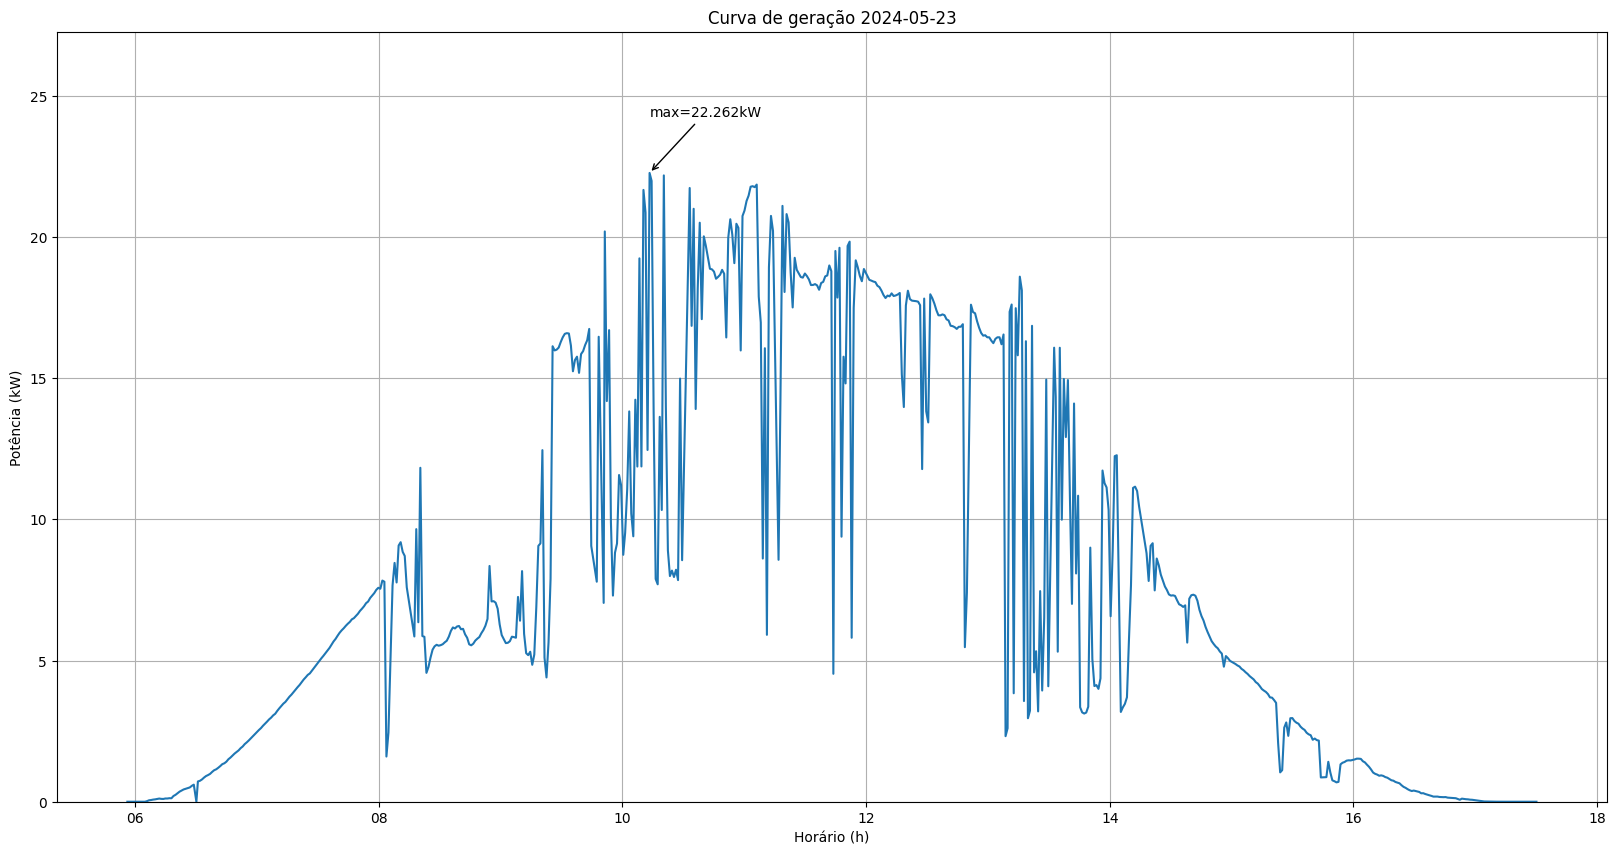 Curva de geração 2024-05-23
25
max=22.262kW
20
15
Potência (kW)
10
5
0
06 08 10 12 14 16 18
Horário (h)